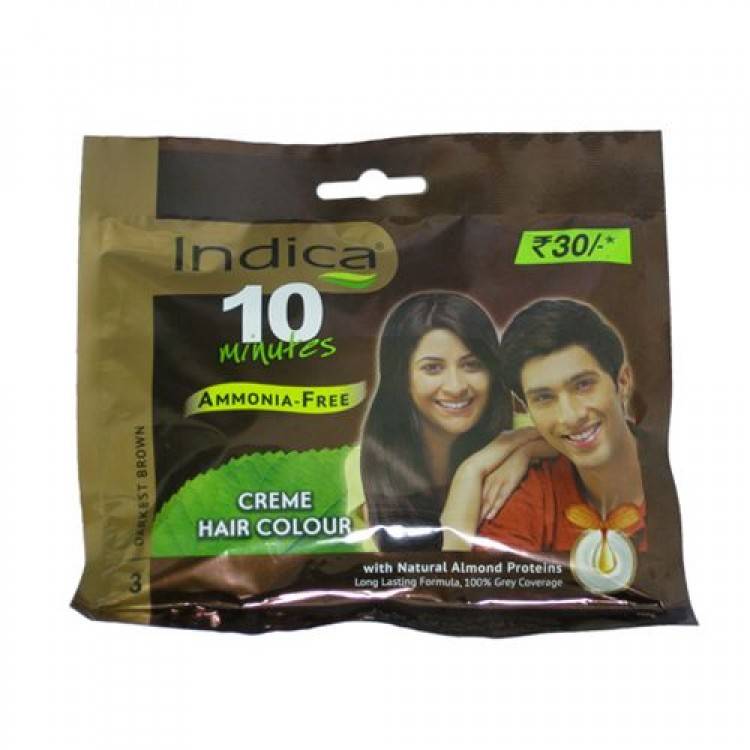 Indica®
10
minutes
AMMONIA-FREE
CREME
HAIR COLOUR
3 | DARKEST BROWN
₹30/-*
with Natural Almond Proteins
Long Lasting Formula, 100% Grey Coverage